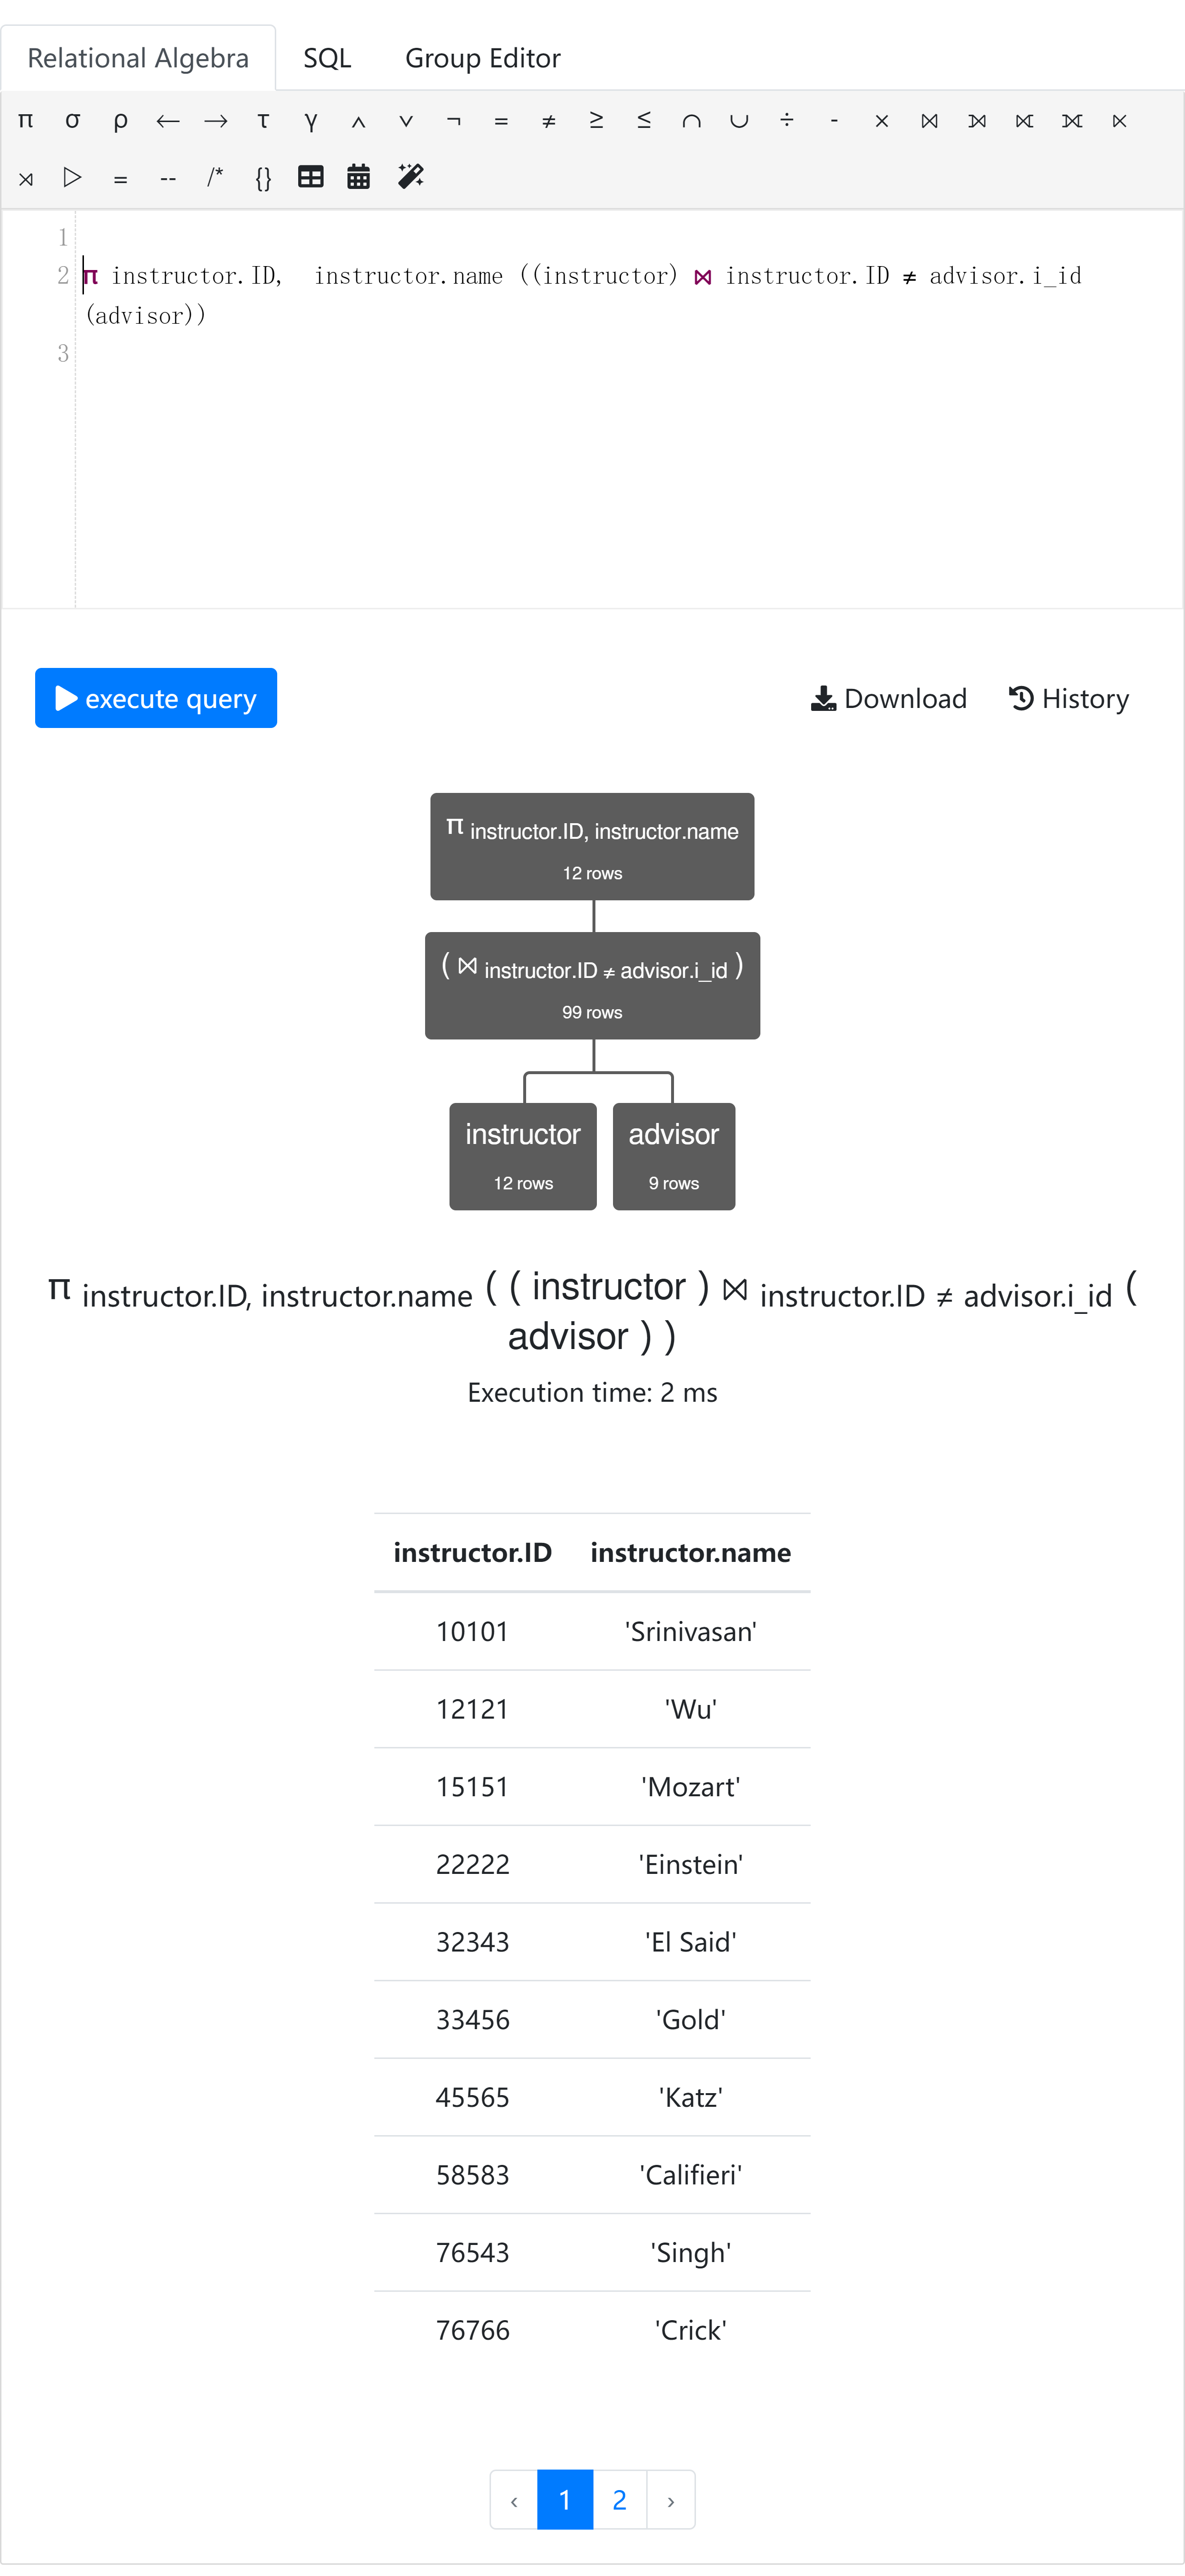 Relational Algebra SQL Group Editor
π σ ρ ← → τ γ ∧ ∨ ¬ = ≠ ≥ ≤ ∩ ∪ ÷ - × ⨝ ⟕ ⟖ ⟗ ⋉
⋊ ▷ = -- /* {}
1
2 π instructor.ID,  instructor.name ((instructor) ⨝ instructor.ID ≠ advisor.i_id
(advisor))
3
execute query Download History
π instructor.ID, instructor.name
12 rows
( ⨝ instructor.ID ≠ advisor.i_id )
99 rows
instructor advisor
12 rows 9 rows
π instructor.ID, instructor.name ( ( instructor ) ⨝ instructor.ID ≠ advisor.i_id (
advisor ) )
Execution time: 2 ms
instructor.ID instructor.name
10101 'Srinivasan'
12121 'Wu'
15151 'Mozart'
22222 'Einstein'
32343 'El Said'
33456 'Gold'
45565 'Katz'
58583 'Califieri'
76543 'Singh'
76766 'Crick'
‹ 1 2 ›